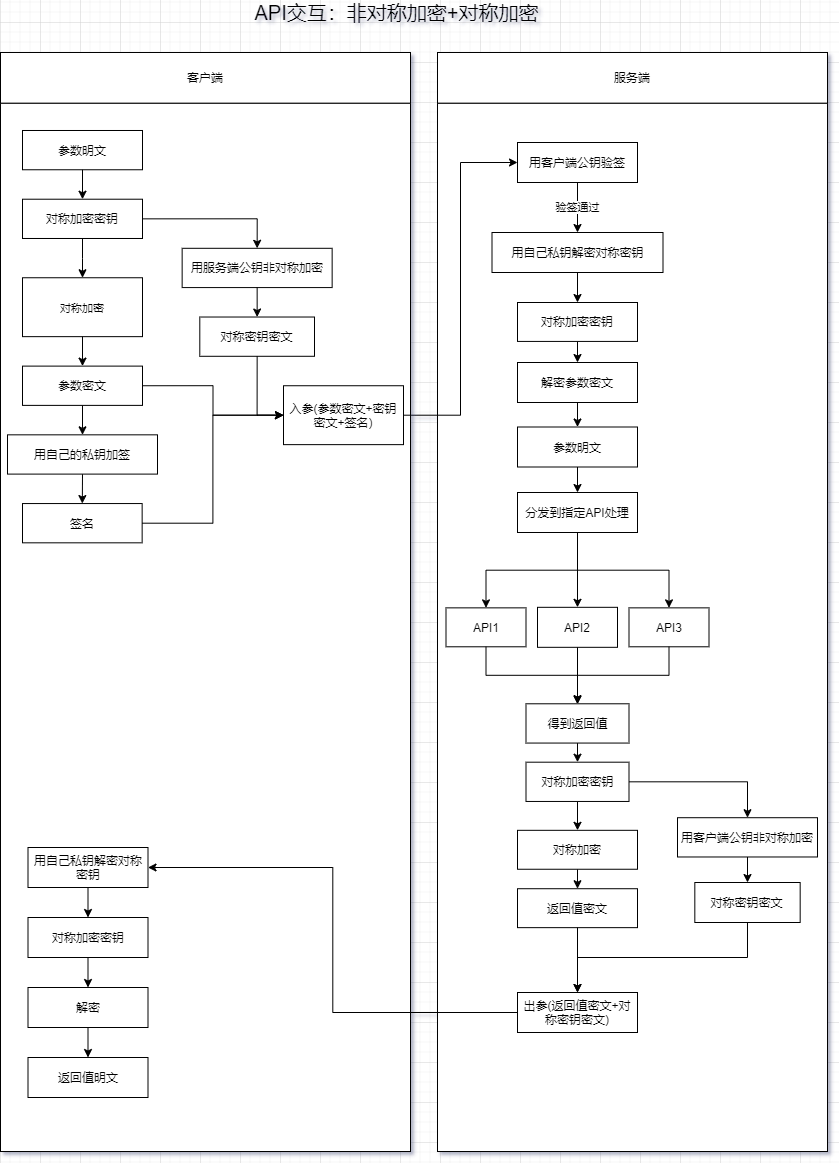 API交互：非对称加密+对称加密
客户端
参数明文
对称加密密钥
用服务端公钥非对称加密
对称加密
对称密钥密文
参数密文
入参(参数密文+密钥
密文+签名)
用自己的私钥加签
签名
用自己私钥解密对称
密钥
对称加密密钥
解密
返回值明文
服务端
用客户端公钥验签
验签通过
用自己私钥解密对称密钥
对称加密密钥
解密参数密文
参数明文
分发到指定API处理
API1
API2
API3
得到返回值
对称加密密钥
用客户端公钥非对称加密
对称加密
对称密钥密文
返回值密文
出参(返回值密文+对
称密钥密文)